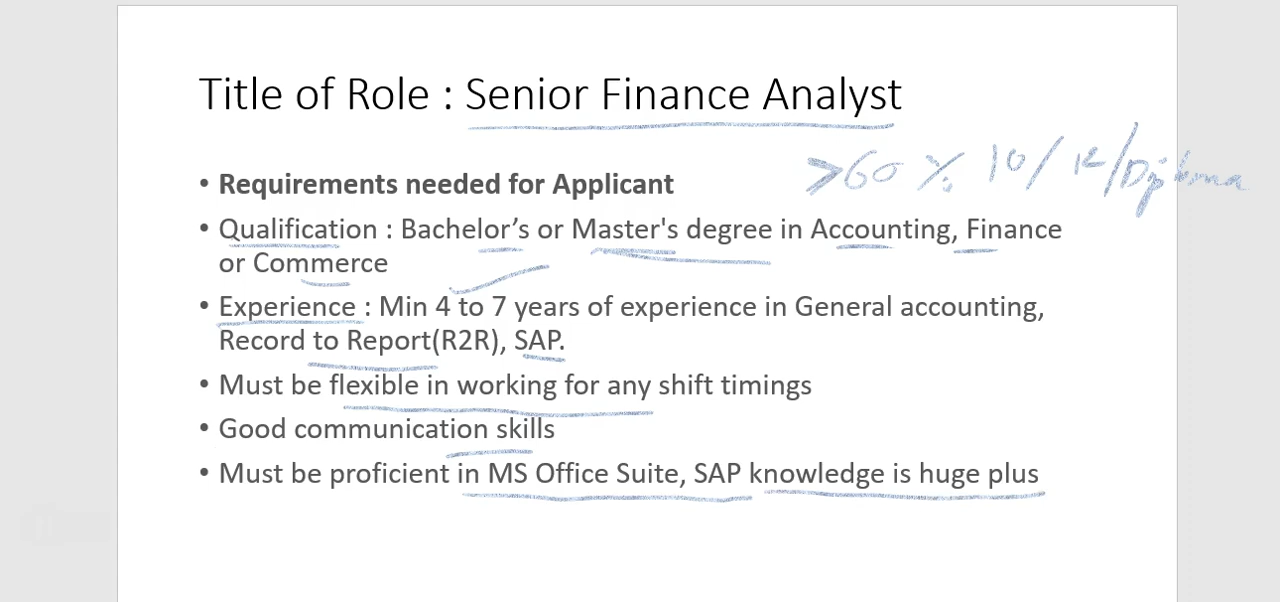 Title of Role : Senior Finance Analyst
>60 % 10/12/Diploma
• Requirements needed for Applicant
• Qualification : Bachelor’s or Master's degree in Accounting, Finance
or Commerce
• Experience : Min 4 to 7 years of experience in General accounting,
Record to Report(R2R), SAP.
• Must be flexible in working for any shift timings
• Good communication skills
• Must be proficient in MS Office Suite, SAP knowledge is huge plus